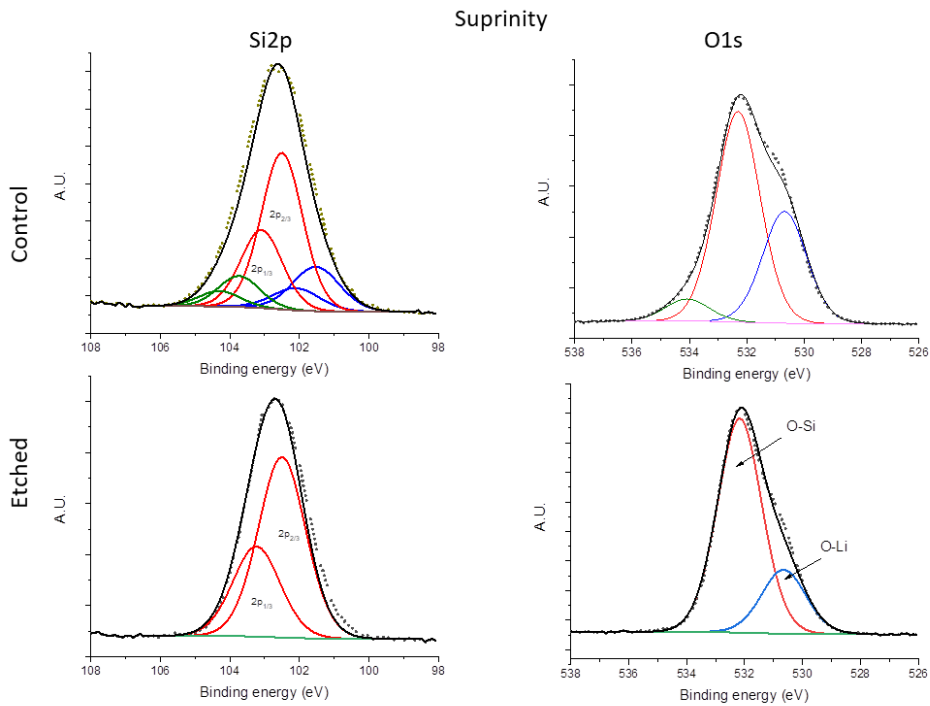 Suprinity
Si2p
O1s
Control
A.U.
2p2/3
2p1/3
108 106 104 102 100 98
Binding energy (eV)
A.U.
538 536 534 532 530 528 526
Binding energy (eV)
Etched
A.U.
2p2/3
2p1/3
108 106 104 102 100 98
Binding energy (eV)
A.U.
O-Si
O-Li
538 536 534 532 530 528 526
Binding energy (eV)